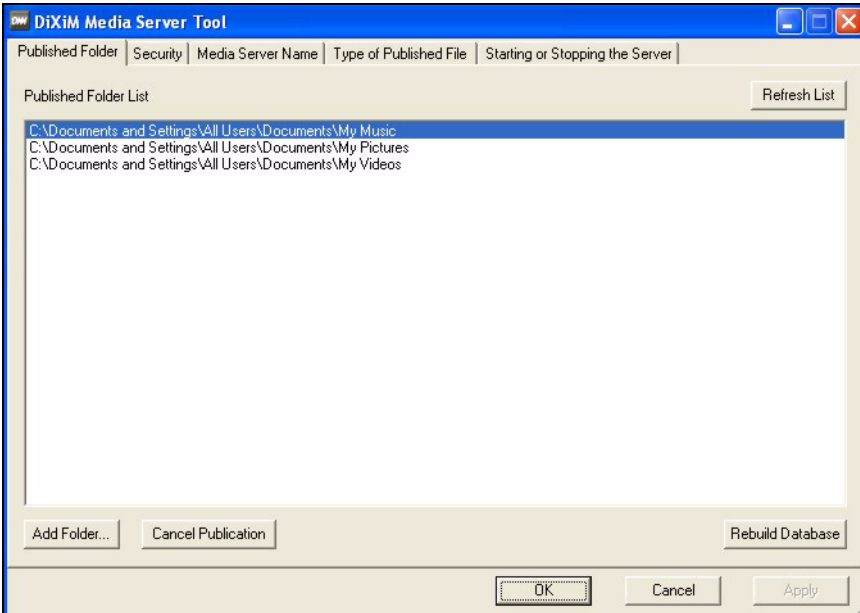 DW DiXiM Media Server Tool
Published Folder Security Media Server Name Type of Published File Starting or Stopping the Server
Published Folder List Refresh List
C:\Documents and Settings\All Users\Documents\My Music
C:\Documents and Settings\All Users\Documents\My Pictures
C:\Documents and Settings\All Users\Documents\My Videos
Add Folder... Cancel Publication Rebuild Database
OK Cancel Apply